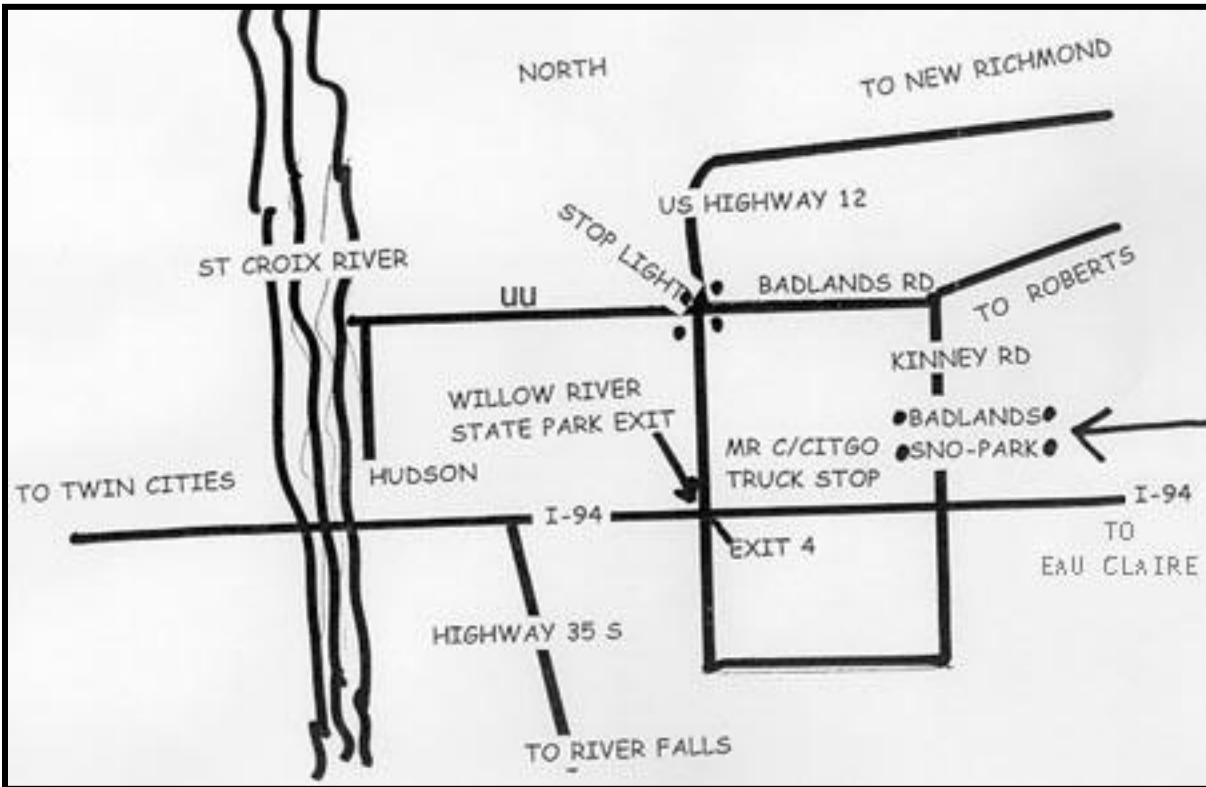 NORTH
TO NEW RICHMOND
US HIGHWAY 12
STOP LIGHT
ST CROIX RIVER
UU
BADLANDS RD
TO ROBERTS
KINNEY RD
WILLOW RIVER
STATE PARK EXIT
MR C/CITGO
TRUCK STOP
BADLANDS
SNO-PARK
HUDSON
TO TWIN CITIES
I-94
I-94
TO
EAU CLAIRE
EXIT 4
HIGHWAY 35 S
TO RIVER FALLS